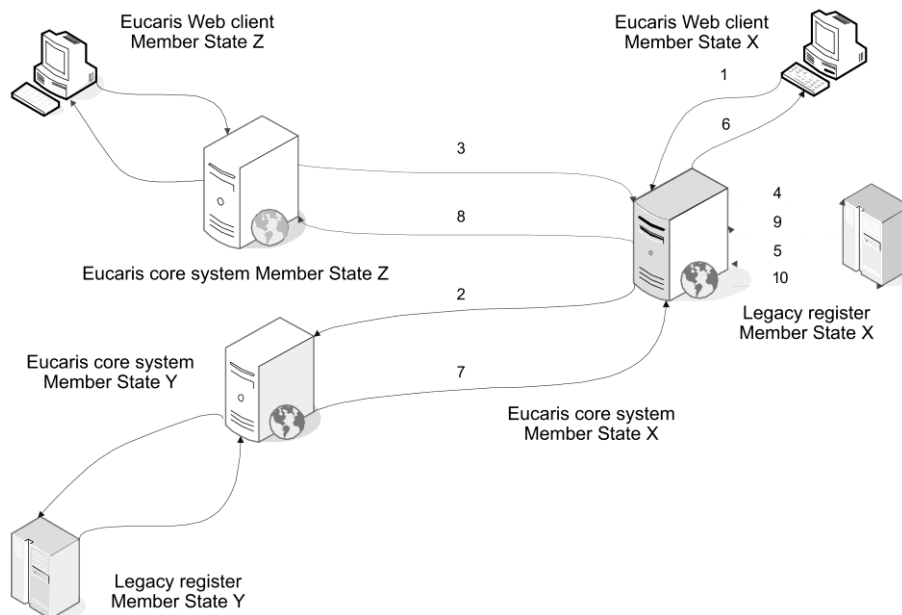 Eucaris Web client
Member State Z
Eucaris Web client
Member State X
1
6
3
4
9
5
10
8
Eucaris core system Member State Z
2
Legacy register
Member State X
Eucaris core system
Member State Y
7
Eucaris core system
Member State X
Legacy register
Member State Y